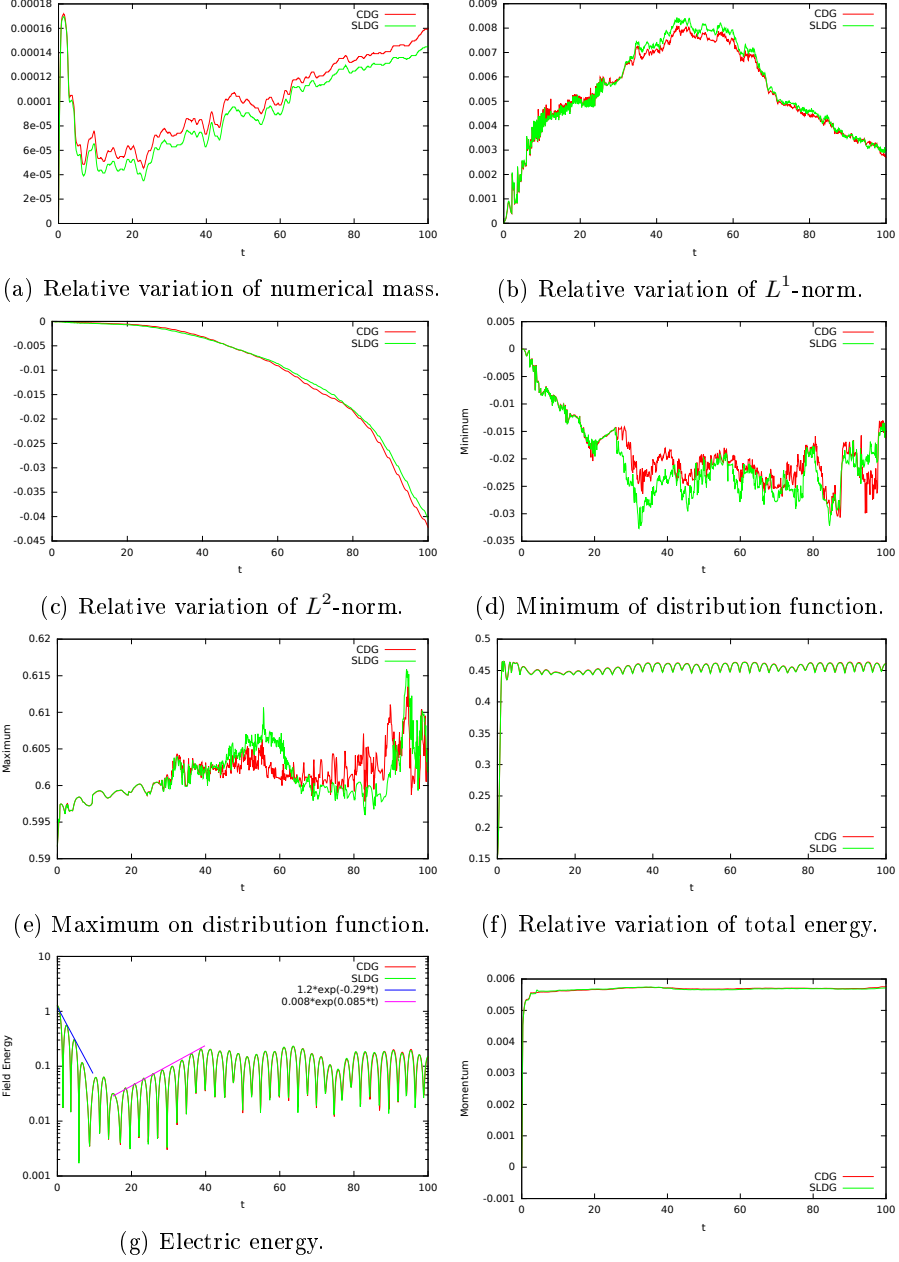 0.00018
0.00016
0.00014
0.00012
0.0001
8e-05
6e-05
4e-05
2e-05
0
CDG
SLDG
0 20 40 60 80 100
t
(a) Relative variation of numerical mass.
0.009
0.008
0.007
0.006
0.005
0.004
0.003
0.002
0.001
0
CDG
SLDG
0 20 40 60 80 100
t
(b) Relative variation of L¹-norm.
0
-0.005
-0.01
-0.015
-0.02
-0.025
-0.03
-0.035
-0.04
-0.045
CDG
SLDG
0 20 40 60 80 100
t
(c) Relative variation of L²-norm.
0.005
0
-0.005
-0.01
-0.015
-0.02
-0.025
-0.03
-0.035
Minimum
CDG
SLDG
0 20 40 60 80 100
t
(d) Minimum of distribution function.
0.62
0.615
0.61
0.605
0.6
0.595
0.59
Maximum
CDG
SLDG
0 20 40 60 80 100
t
(e) Maximum on distribution function.
0.5
0.45
0.4
0.35
0.3
0.25
0.2
0.15
CDG
SLDG
0 20 40 60 80 100
t
(f) Relative variation of total energy.
10
1
0.1
0.01
0.001
Field Energy
CDG
SLDG
1.2*exp(-0.29*t)
0.008*exp(0.085*t)
0 20 40 60 80 100
t
(g) Electric energy.
0.006
0.005
0.004
0.003
0.002
0.001
0
-0.001
Momentum
CDG
SLDG
0 20 40 60 80 100
t